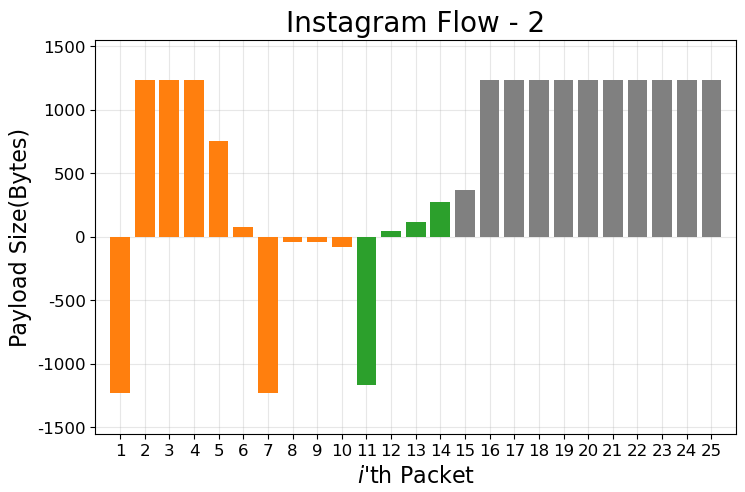 Instagram Flow - 2
Payload Size(Bytes)
1500
1000
500
0
-500
-1000
-1500
1 2 3 4 5 6 7 8 9 10 11 12 13 14 15 16 17 18 19 20 21 22 23 24 25
i'th Packet